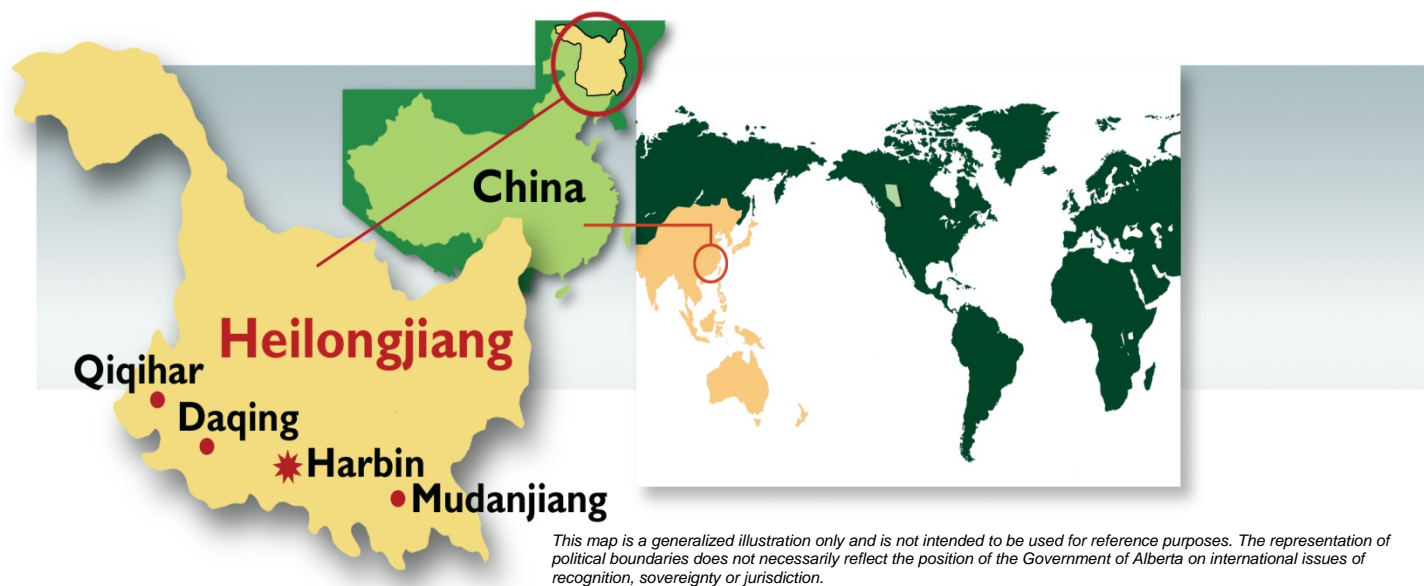 China
Heilongjiang
Qiqihar
Daqing
Harbin
Mudanjiang
This map is a generalized illustration only and is not intended to be used for reference purposes. The representation of
political boundaries does not necessarily reflect the position of the Government of Alberta on international issues of
recognition, sovereignty or jurisdiction.